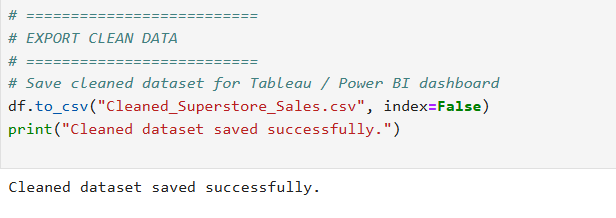 # ==========================
# EXPORT CLEAN DATA
# ==========================
# Save cleaned dataset for Tableau / Power BI dashboard
df.to_csv("Cleaned_Superstore_Sales.csv", index=False)
print("Cleaned dataset saved successfully.")
Cleaned dataset saved successfully.